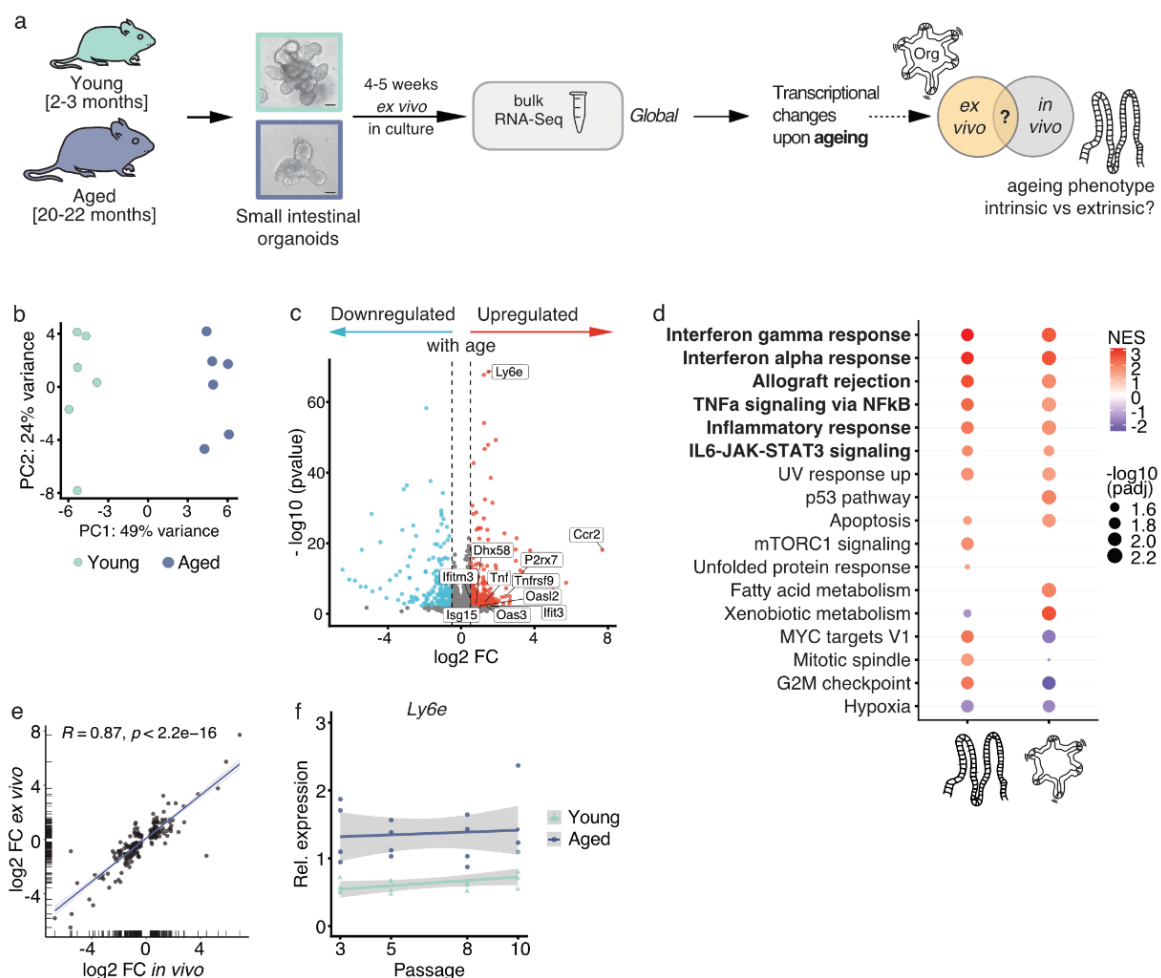 a
Young
[2-3 months]
Aged
[20-22 months]
Small intestinal
organoids
4-5 weeks
ex vivo
in culture
bulk
RNA-Seq
Global
Transcriptional
changes
upon ageing
Org
ex
vivo
?
in
vivo
ageing phenotype
intrinsic vs extrinsic?
b
PC2: 24% variance
4
0
-4
-8
-6
-3
0
3
6
PC1: 49% variance
Young
Aged
c
Downregulated
Upregulated
with age
- log10 (pvalue)
60
40
20
0
Ly6e
Ccr2
Dhx58
P2rx7
Ifitm3
Tnf
Tnfrsf9
Oasl2
Isg15
Oas3
Ifit3
-4
0
4
8
log2 FC
d
Interferon gamma response
Interferon alpha response
Allograft rejection
TNFa signaling via NFkB
Inflammatory response
IL6-JAK-STAT3 signaling
UV response up
p53 pathway
Apoptosis
mTORC1 signaling
Unfolded protein response
Fatty acid metabolism
Xenobiotic metabolism
MYC targets V1
Mitotic spindle
G2M checkpoint
Hypoxia
NES
3
2
1
0
-1
-2
-log10
(padj)
1.6
1.8
2.0
2.2
e
R = 0.87, p < 2.2e-16
log2 FC ex vivo
8
4
0
-4
-4
0
4
8
log2 FC in vivo
f
Ly6e
Rel. expression
3
2
1
0
3
5
8
10
Passage
Young
Aged